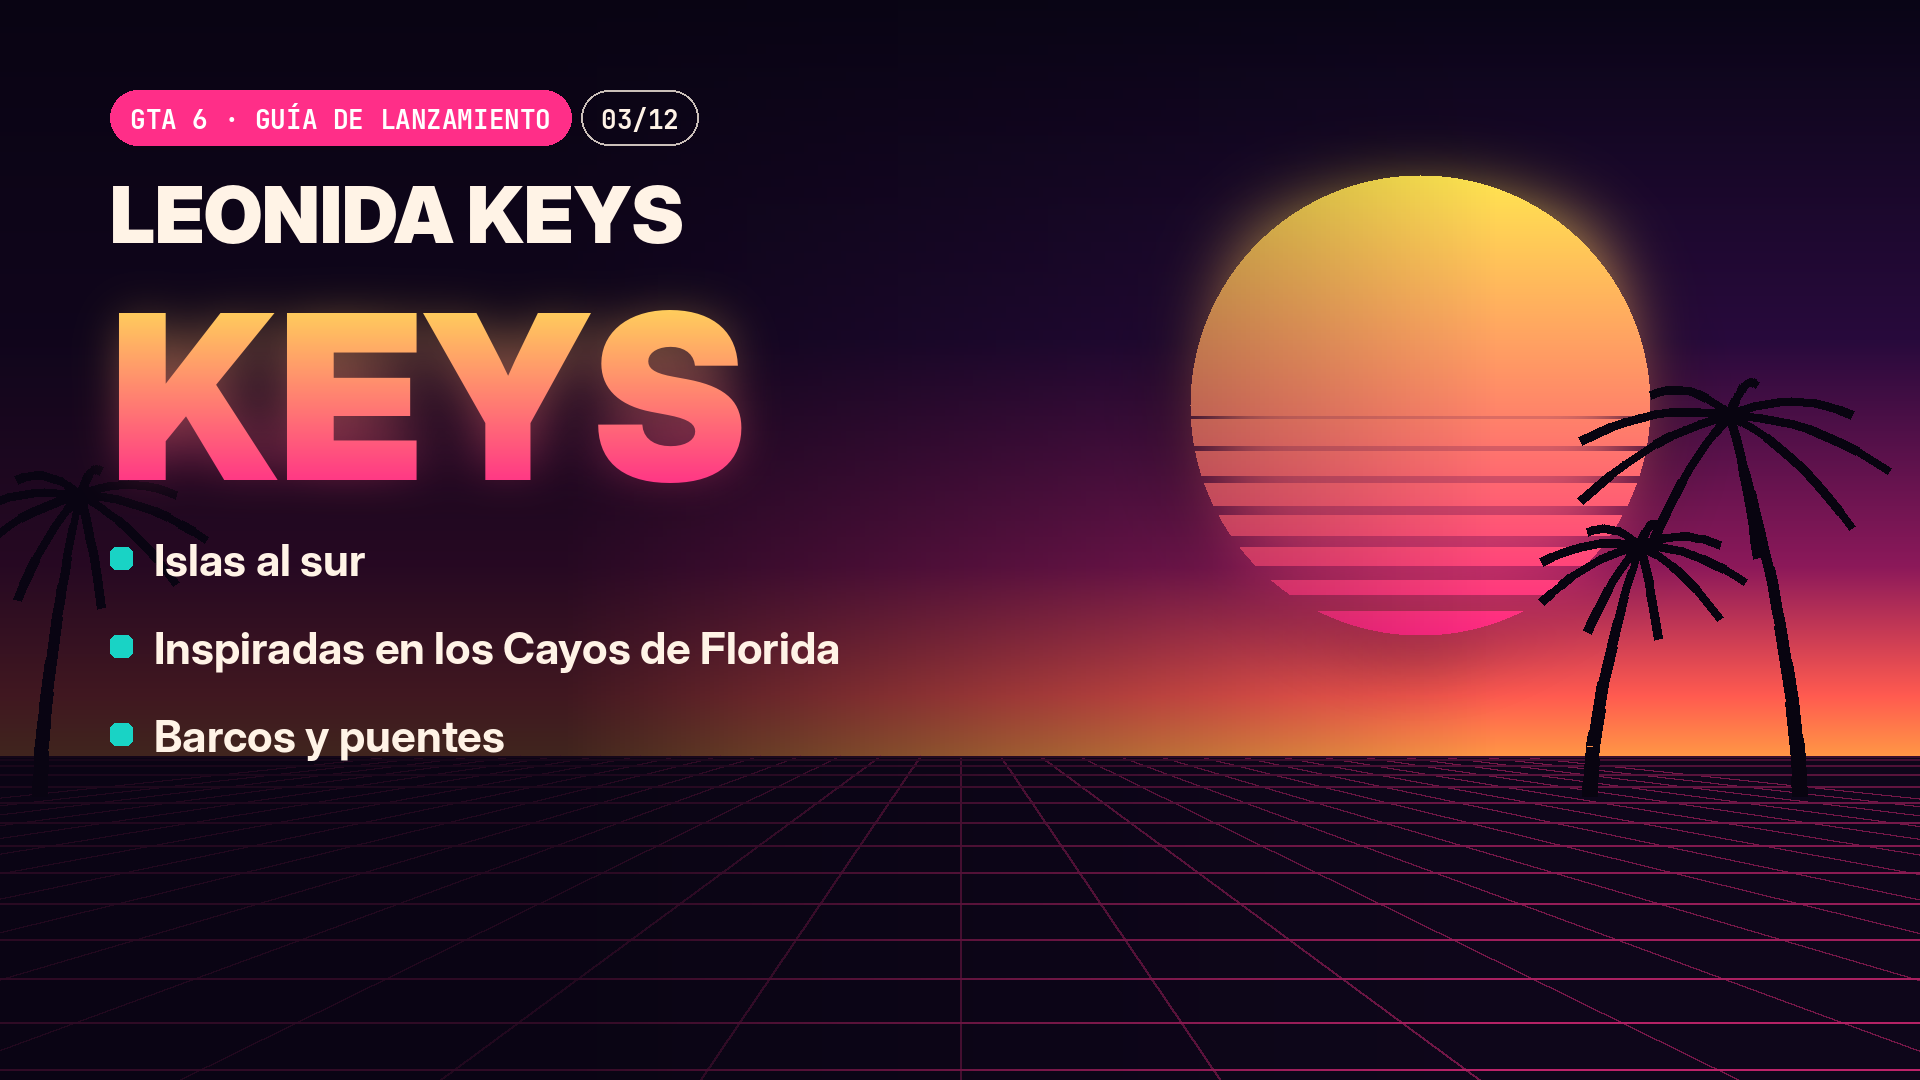 GTA 6 · GUÍA DE LANZAMIENTO 03/12
LEONIDA KEYS
KEYS
Islas al sur
Inspiradas en los Cayos de Florida
Barcos y puentes